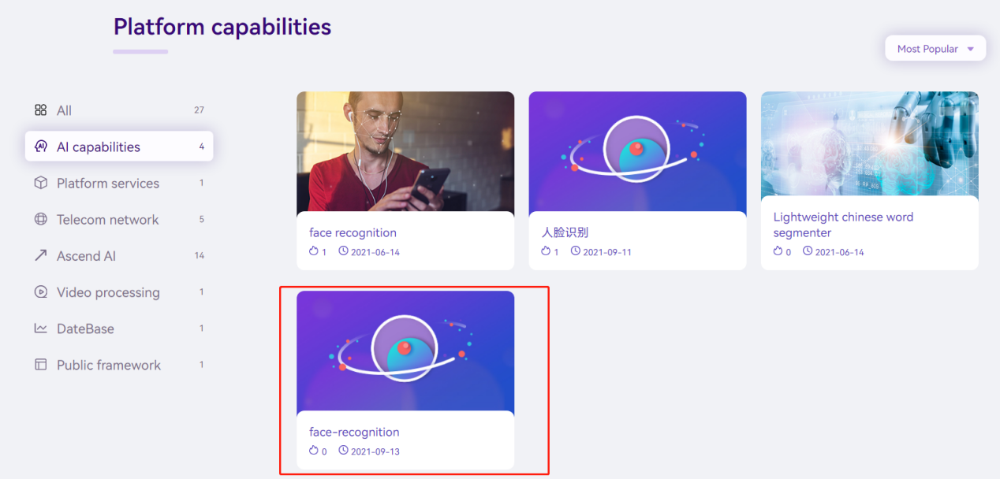 Platform capabilities
Most Popular
All 27
AI capabilities 4
Platform services 1
Telecom network 5
Ascend AI 14
Video processing 1
DateBase 1
Public framework 1
face recognition
1 2021-06-14
人脸识别
1 2021-09-11
Lightweight chinese word
segmenter
0 2021-06-14
face-recognition
0 2021-09-13